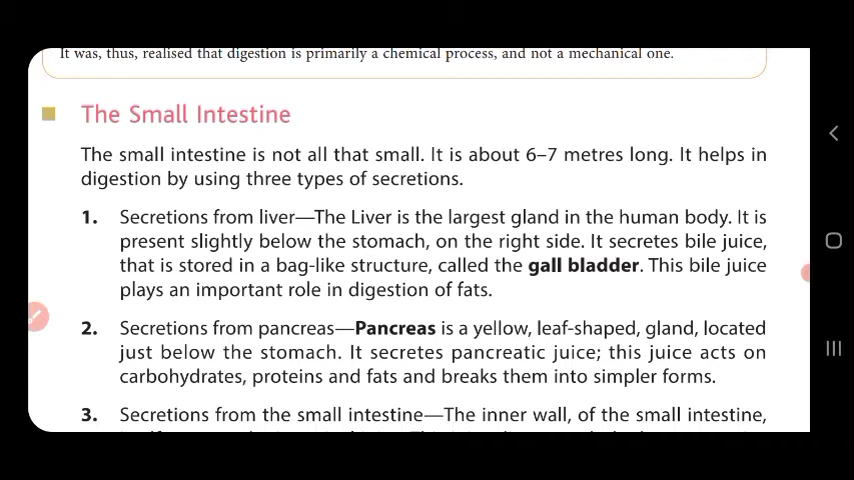 It was, thus, realised that digestion is primarily a chemical process, and not a mechanical one.
The Small Intestine
The small intestine is not all that small. It is about 6–7 metres long. It helps in
digestion by using three types of secretions.
1. Secretions from liver—The Liver is the largest gland in the human body. It is
present slightly below the stomach, on the right side. It secretes bile juice,
that is stored in a bag-like structure, called the gall bladder. This bile juice
plays an important role in digestion of fats.
2. Secretions from pancreas—Pancreas is a yellow, leaf-shaped, gland, located
just below the stomach. It secretes pancreatic juice; this juice acts on
carbohydrates, proteins and fats and breaks them into simpler forms.
3. Secretions from the small intestine—The inner wall, of the small intestine,